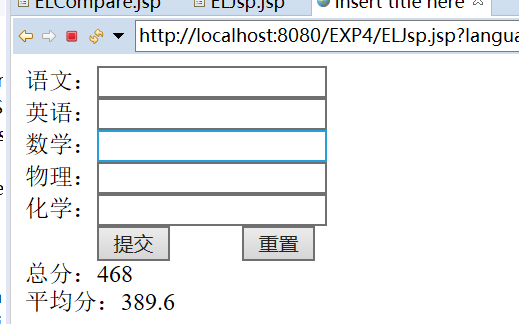 ELCompare.jsp ELJsp.jsp Insert title here
http://localhost:8080/EXP4/ELJsp.jsp?langua
语文：
英语：
数学：
物理：
化学：
提交 重置
总分：468
平均分：389.6